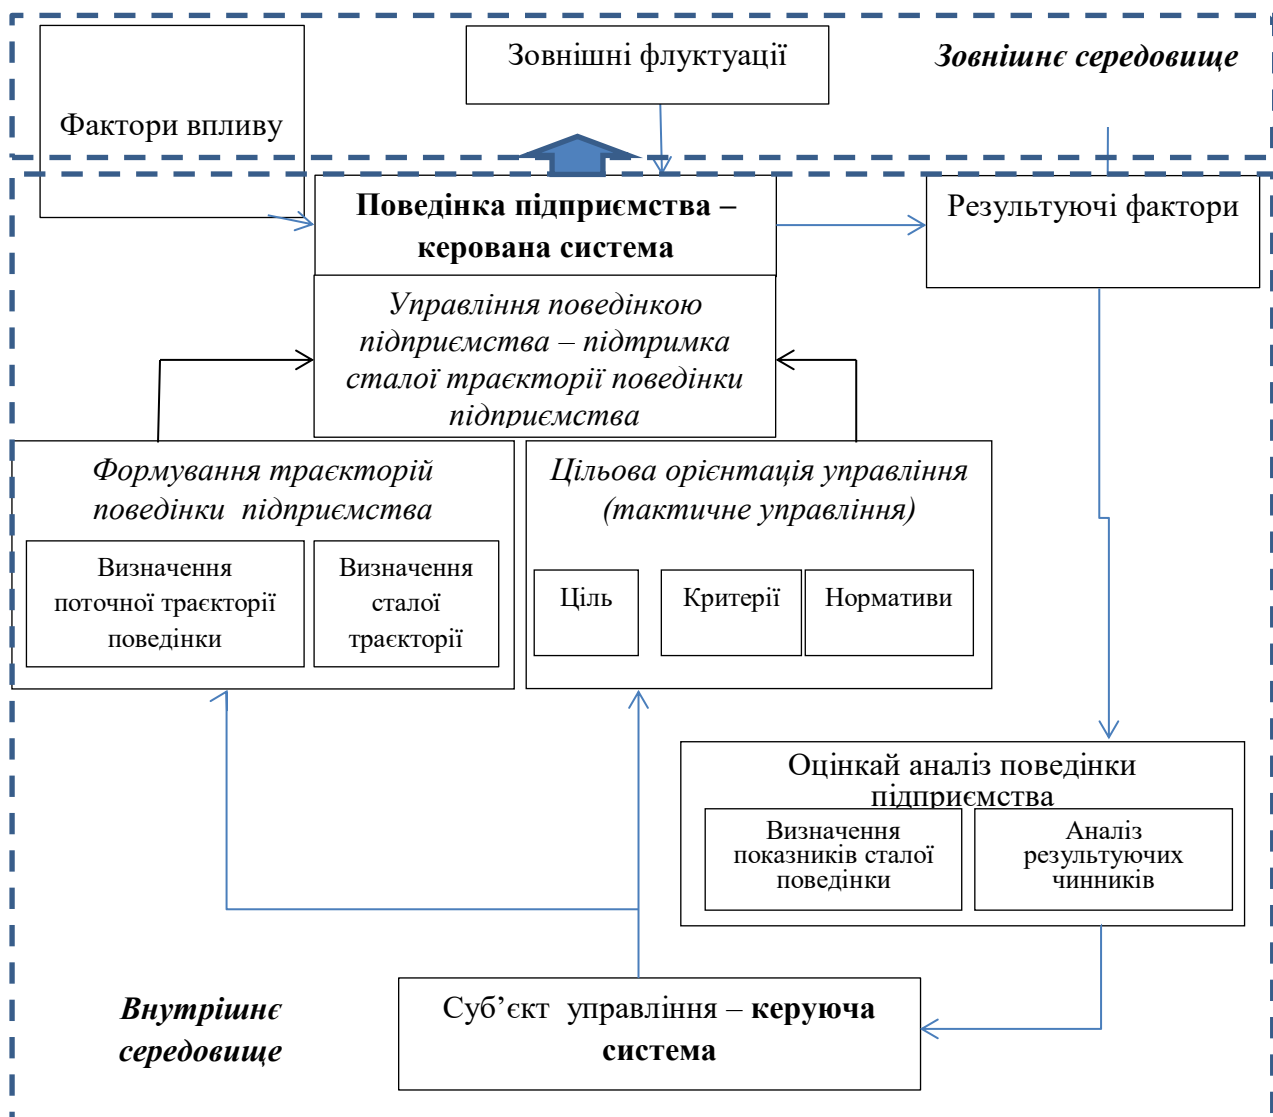 Зовнішні флуктуації
Зовнішнє середовище
Фактори впливу
Поведінка підприємства –
керована система
Результуючі фактори
Управління поведінкою
підприємства – підтримка
сталої траєкторії поведінки
підприємства
Формування траєкторій
поведінки підприємства
Визначення
поточної траєкторії
поведінки
Визначення
сталої
траєкторії
Цільова орієнтація управління
(тактичне управління)
Ціль
Критерії
Нормативи
Оцінкай аналіз поведінки
підприємства
Визначення
показників сталої
поведінки
Аналіз
результуючих
чинників
Внутрішнє
середовище
Суб’єкт управління – керуюча
система